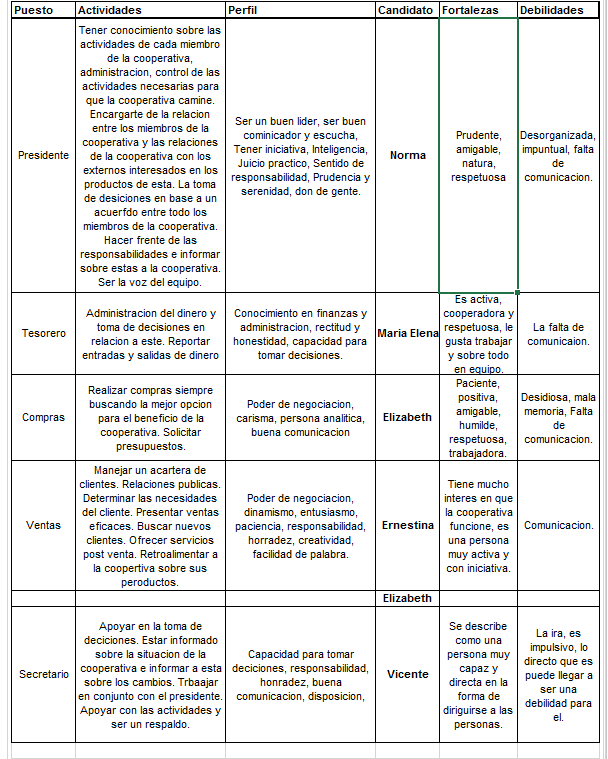 Puesto Actividades Perfil Candidato Fortalezas Debilidades
Presidente
Tener conocimiento sobre las
actividades de cada miembro
de la cooperativa,
administracion, control de las
actividades necesarias para
que la cooperativa camine.
Encargarte de la relacion
entre los miembros de la
cooperativa y las relaciones
de la cooperativa con los
externos interesados en los
productos de esta. La toma
de desiciones en base a un
acuerfdo entre todo los
miembros de la cooperativa.
Hacer frente de las
responsabilidades e informar
sobre estas a la cooperativa.
Ser la voz del equipo.
Ser un buen lider, ser buen
cominicador y escucha,
Tener iniciativa, Inteligencia,
Juicio practico, Sentido de
responsabilidad, Prudencia y
serenidad, don de gente.
Norma
Prudente,
amigable,
natura,
respetuosa
Desorganizada,
impuntual, falta
de
comunicacion.
Tesorero
Administracion del dinero y
toma de decisiones en
relacion a este. Reportar
entradas y salidas de dinero
Conocimiento en finanzas y
administracion, rectitud y
honestidad, capacidad para
tomar decisiones.
Maria Elena
Es activa,
cooperadora y
respetuosa, le
gusta trabajar
y sobre todo
en equipo.
La falta de
comunicaion.
Compras
Realizar compras siempre
buscando la mejor opcion
para el beneficio de la
cooperativa. Solicitar
presupuestos.
Poder de negociacion,
carisma, persona analitica,
buena comunicacion
Elizabeth
Paciente,
positiva,
amigable,
humilde,
respetuosa,
trabajadora.
Desidiosa, mala
memoria, Falta
de
comunicacion.
Ventas
Manejar un acartera de
clientes. Relaciones publicas.
Determinar las necesidades
del cliente. Presentar ventas
eficaces. Buscar nuevos
clientes. Ofrecer servicios
post venta. Retroalimentar a
la coopertiva sobre sus
peroductos.
Poder de negociacion,
dinamismo, entusiasmo,
paciencia, responsabilidad,
horradez, creatividad,
facilidad de palabra.
Ernestina
Tiene mucho
interes en que
la cooperativa
funcione, es
una persona
muy activa y
con iniciativa.
Comunicacion.
Elizabeth
Secretario
Apoyar en la toma de
deciciones. Estar informado
sobre la situacion de la
cooperativa e informar a esta
sobre los cambios. Trbaajar
en conjunto con el presidente.
Apoyar con las actividades y
ser un respaldo.
Capacidad para tomar
deciciones, responsabilidad,
honradez, buena
comunicacion, disposicion,
Vicente
Se describe
como una
persona muy
capaz y
directa en la
forma de
diriguirse a las
personas.
La ira, es
impulsivo, lo
directo que es
puede llegar a
ser una
debilidad para
el.